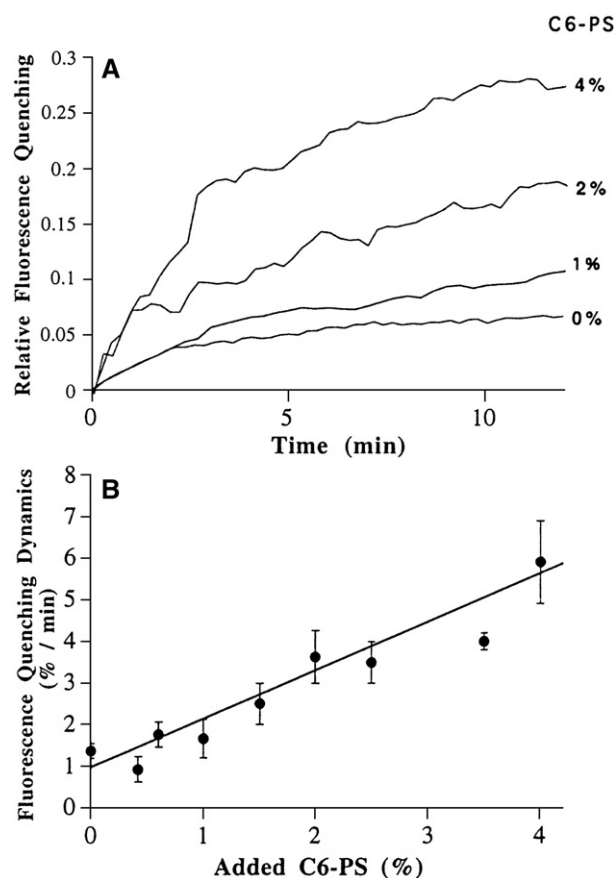 C6-PS
A
0.3
0.25
0.2
0.15
0.1
0.05
0
Relative Fluorescence Quenching
4%
2%
1%
0%
0 5 10
Time (min)
B
8
7
6
5
4
3
2
1
0
Fluorescence Quenching Dynamics
(% / min)
0 1 2 3 4
Added C6-PS (%)